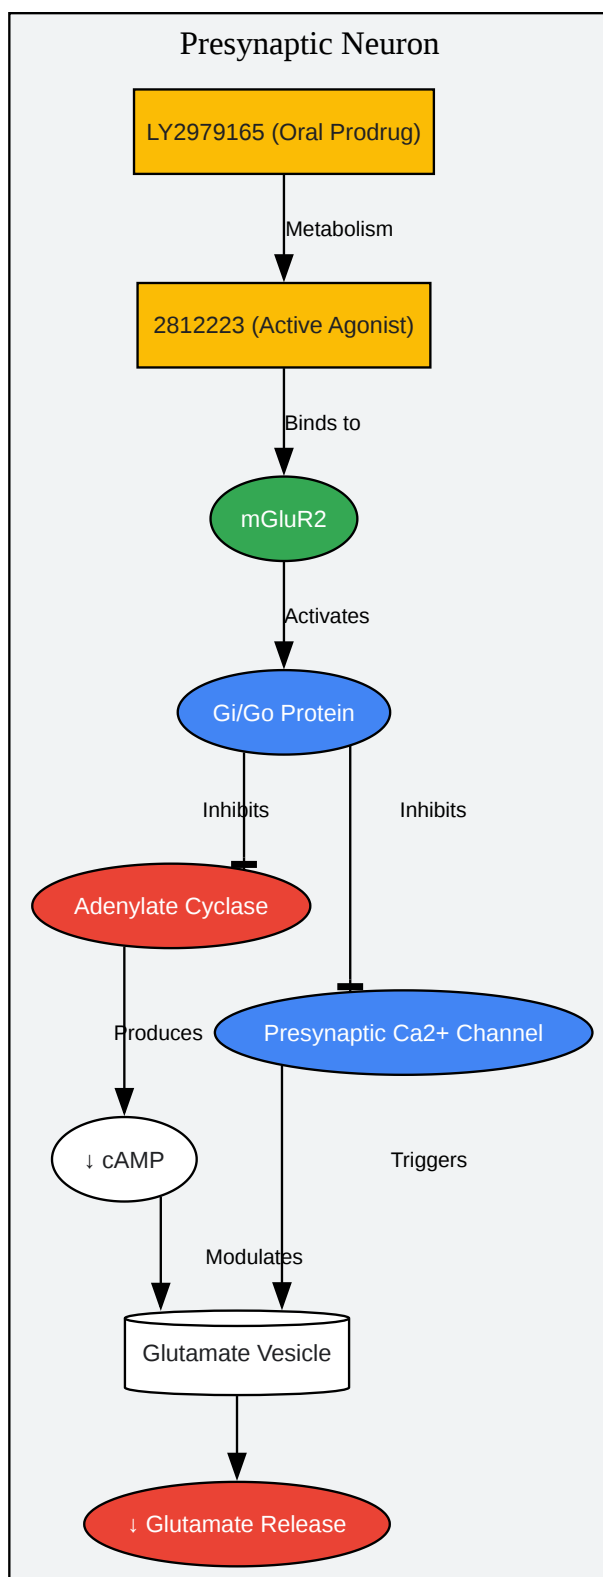 Presynaptic Neuron
LY2979165 (Oral Prodrug)
Metabolism
2812223 (Active Agonist)
Binds to
mGluR2
Activates
Gi/Go Protein
Inhibits
Inhibits
Adenylate Cyclase
Produces
Presynaptic Ca2+ Channel
↓ cAMP
Triggers
Modulates
Glutamate Vesicle
↓ Glutamate Release